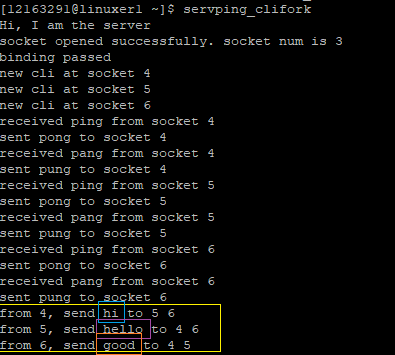 [12163291@linuxer1 ~]$ servping_clifork
Hi, I am the server
socket opened successfully. socket num is 3
binding passed
new cli at socket 4
new cli at socket 5
new cli at socket 6
received ping from socket 4
sent pong to socket 4
received pang from socket 4
sent pung to socket 4
received ping from socket 5
sent pong to socket 5
received pang from socket 5
sent pung to socket 5
received ping from socket 6
sent pong to socket 6
received pang from socket 6
sent pung to socket 6
from 4, send hi to 5 6
from 5, send hello to 4 6
from 6, send good to 4 5